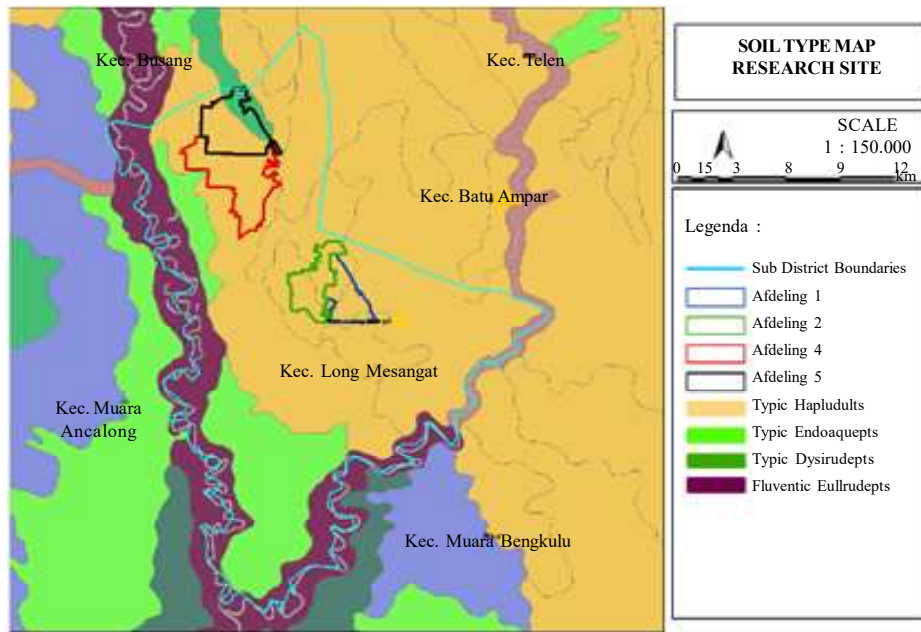 Kec. Busang
Kec. Telen
Kec. Batu Ampar
Kec. Long Mesangat
Kec. Muara
Ancalong
Kec. Muara Bengkulu
SOIL TYPE MAP
RESEARCH SITE
SCALE
1 : 150.000
0 15 3 8 9 12
km
Legenda :
Sub District Boundaries
Afdeling 1
Afdeling 2
Afdeling 4
Afdeling 5
Typic Hapludults
Typic Endoaquepts
Typic Dysirudepts
Fluventic Eullrudepts